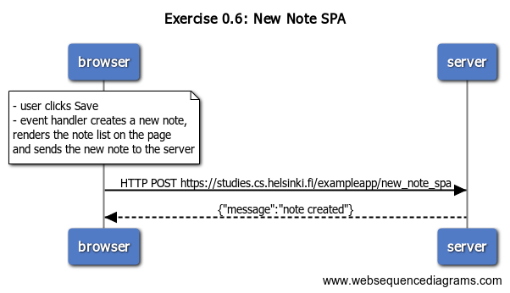 Exercise 0.6: New Note SPA
browser
server
- user clicks Save
- event handler creates a new note,
renders the note list on the page
and sends the new note to the server
HTTP POST https://studies.cs.helsinki.fi/exampleapp/new_note_spa
{"message":"note created"}
browser
server
www.websequencediagrams.com